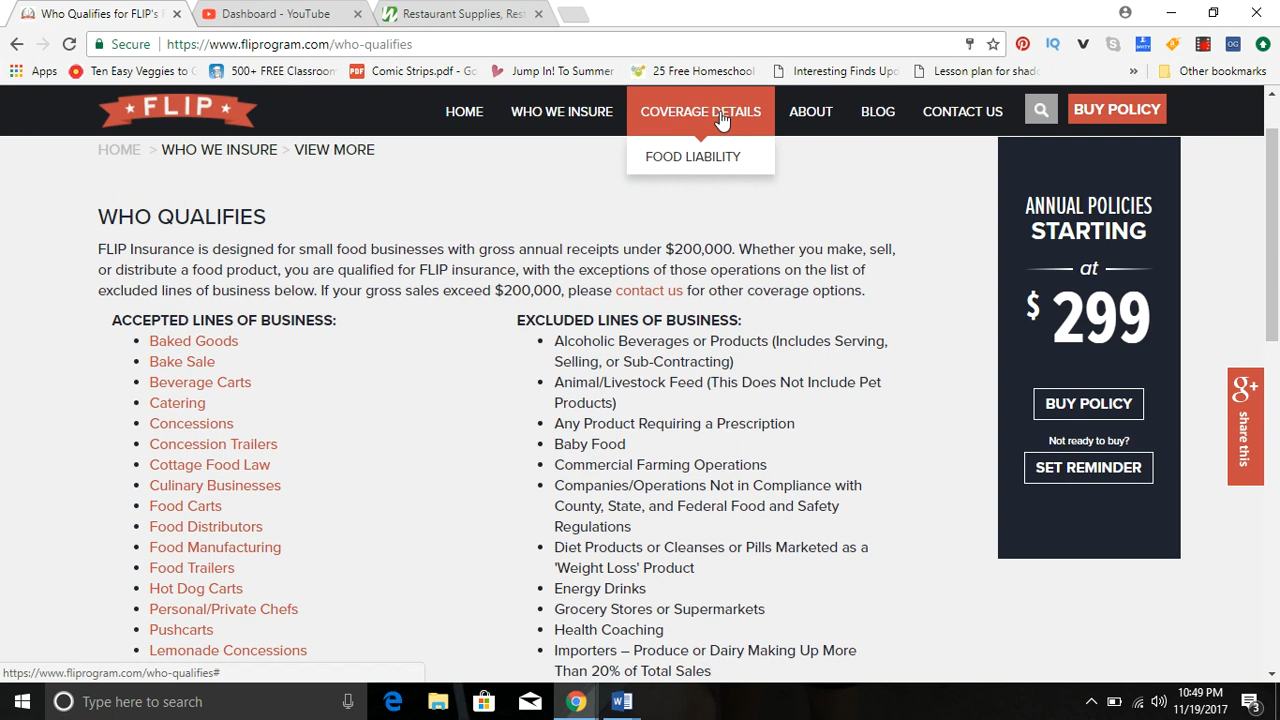 Who Qualifies for FLIP's
Dashboard - YouTube
Restaurant Supplies, Rest
Secure
https://www.fliprogram.com/who-qualifies
Apps
Ten Easy Veggies to C
500+ FREE Classroom
Comic Strips.pdf - Go
Jump In! To Summer
25 Free Homeschool
Interesting Finds Upd
Lesson plan for shad
Other bookmarks
FLIP
HOME
WHO WE INSURE
COVERAGE DETAILS
ABOUT
BLOG
CONTACT US
BUY POLICY
FOOD LIABILITY
HOME > WHO WE INSURE > VIEW MORE
WHO QUALIFIES
FLIP Insurance is designed for small food businesses with gross annual receipts under $200,000. Whether you make, sell,
or distribute a food product, you are qualified for FLIP insurance, with the exceptions of those operations on the list of
excluded lines of business below. If your gross sales exceed $200,000, please contact us for other coverage options.
ACCEPTED LINES OF BUSINESS:
Baked Goods
Bake Sale
Beverage Carts
Catering
Concessions
Concession Trailers
Cottage Food Law
Culinary Businesses
Food Carts
Food Distributors
Food Manufacturing
Food Trailers
Hot Dog Carts
Personal/Private Chefs
Pushcarts
Lemonade Concessions
EXCLUDED LINES OF BUSINESS:
Alcoholic Beverages or Products (Includes Serving,
Selling, or Sub-Contracting)
Animal/Livestock Feed (This Does Not Include Pet
Products)
Any Product Requiring a Prescription
Baby Food
Commercial Farming Operations
Companies/Operations Not in Compliance with
County, State, and Federal Food and Safety
Regulations
Diet Products or Cleanses or Pills Marketed as a
'Weight Loss' Product
Energy Drinks
Grocery Stores or Supermarkets
Health Coaching
Importers – Produce or Dairy Making Up More
Than 20% of Total Sales
ANNUAL POLICIES
STARTING
at
$299
BUY POLICY
Not ready to buy?
SET REMINDER
g+ share this
https://www.fliprogram.com/who-qualifies#
Type here to search
10:49 PM
11/19/2017
3